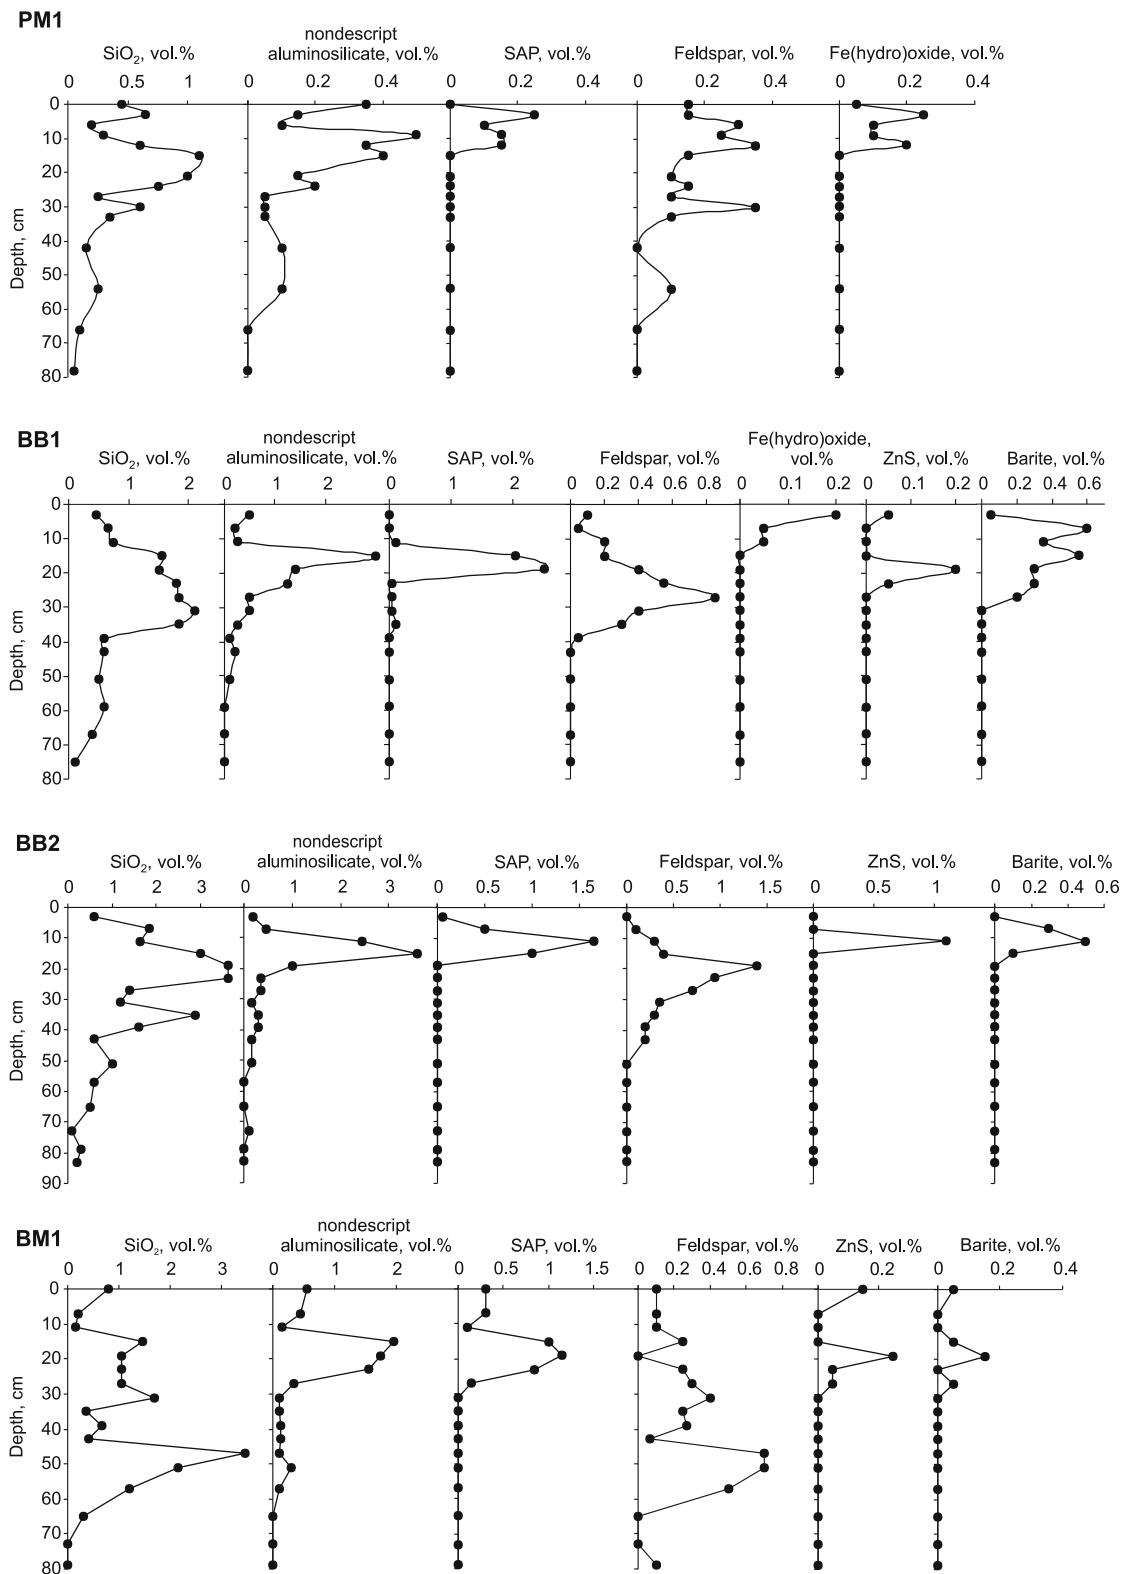 PM1
SiO₂, vol.%
nondescript
aluminosilicate, vol.%
SAP, vol.%
Feldspar, vol.%
Fe(hydro)oxide, vol.%
0 1
0 0.2 0.4
0 0.2 0.4
0 0.2 0.4
0 0.2 0.4
Depth, cm
0
10
20
30
40
50
60
70
80
BB1
SiO₂, vol.%
nondescript
aluminosilicate, vol.%
SAP, vol.%
Feldspar, vol.%
Fe(hydro)oxide,
vol.%
ZnS, vol.%
Barite, vol.%
0 1 2
0 1 2
0 1 2
0 0.2 0.4 0.6 0.8
0 0.1 0.2
0 0.1 0.2
0 0.2 0.4 0.6
Depth, cm
0
10
20
30
40
50
60
70
80
BB2
SiO₂, vol.%
nondescript
aluminosilicate, vol.%
SAP, vol.%
Feldspar, vol.%
ZnS, vol.%
Barite, vol.%
0 1 2 3
0 1 2 3
0 0.5 1 1.5
0 0.5 1 1.5
0 0.5 1
0 0.2 0.4 0.6
Depth, cm
0
10
20
30
40
50
60
70
80
90
BM1
SiO₂, vol.%
nondescript
aluminosilicate, vol.%
SAP, vol.%
Feldspar, vol.%
ZnS, vol.%
Barite, vol.%
0 1 2 3
0 1 2
0 0.5 1 1.5
0 0.2 0.4 0.6 0.8
0 0.2
0 0.2 0.4
Depth, cm
0
10
20
30
40
50
60
70
80